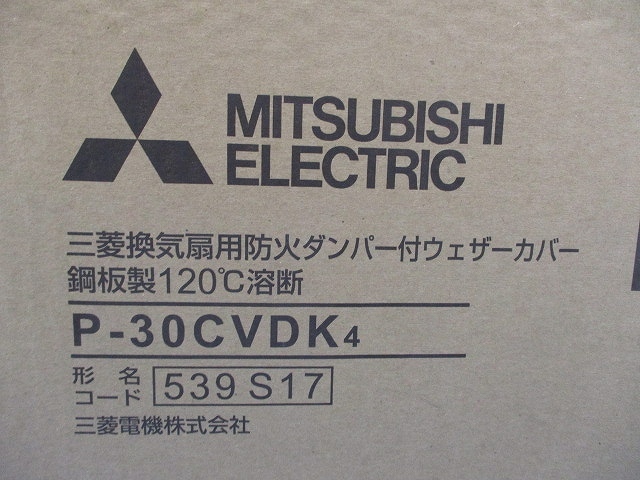 MITSUBISHI
ELECTRIC
三菱換気扇用防火ダンパー付ウェザーカバー
鋼板製120℃溶断
P-30CVDK4
形名
コード 539 S17
三菱電機株式会社